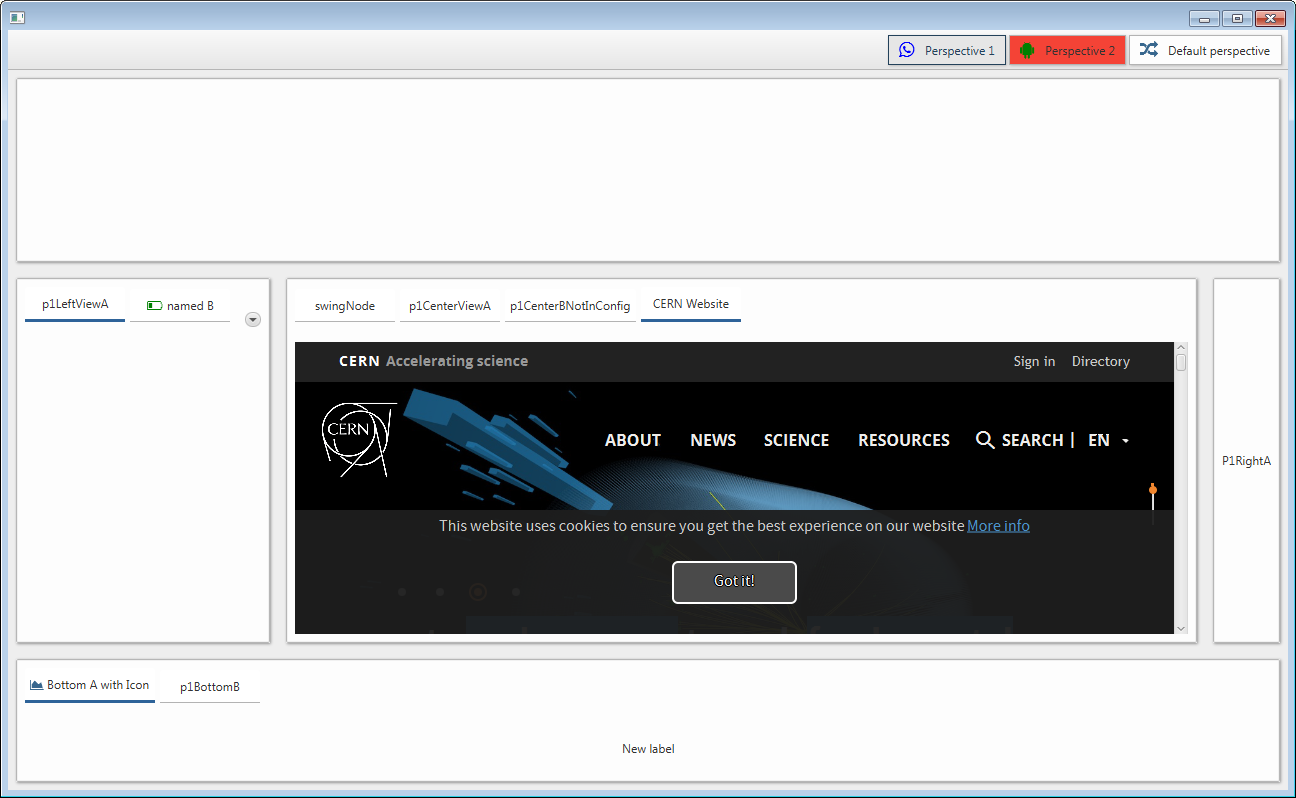 Perspective 1
Perspective 2
Default perspective
p1LeftViewA
named B
swingNode
p1CenterViewA
p1CenterBNotInConfig
CERN Website
CERN Accelerating science
Sign in
Directory
CERN
ABOUT
NEWS
SCIENCE
RESOURCES
SEARCH |
EN
This website uses cookies to ensure you get the best experience on our website More info
Got it!
P1RightA
Bottom A with Icon
p1BottomB
New label